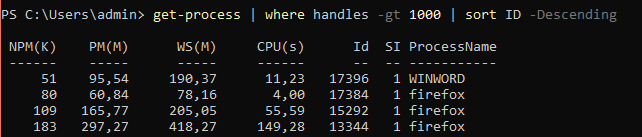 PS C:\Users\admin> get-process | where handles -gt 1000 | sort ID -Descending
NPM(K) PM(M) WS(M) CPU(s) Id SI ProcessName
------ ----- ----- ------ -- -- -----------
51 95,54 190,37 11,23 17396 1 WINWORD
80 60,84 78,16 4,00 17384 1 firefox
109 165,77 205,05 55,59 15292 1 firefox
183 297,27 418,27 149,28 13344 1 firefox